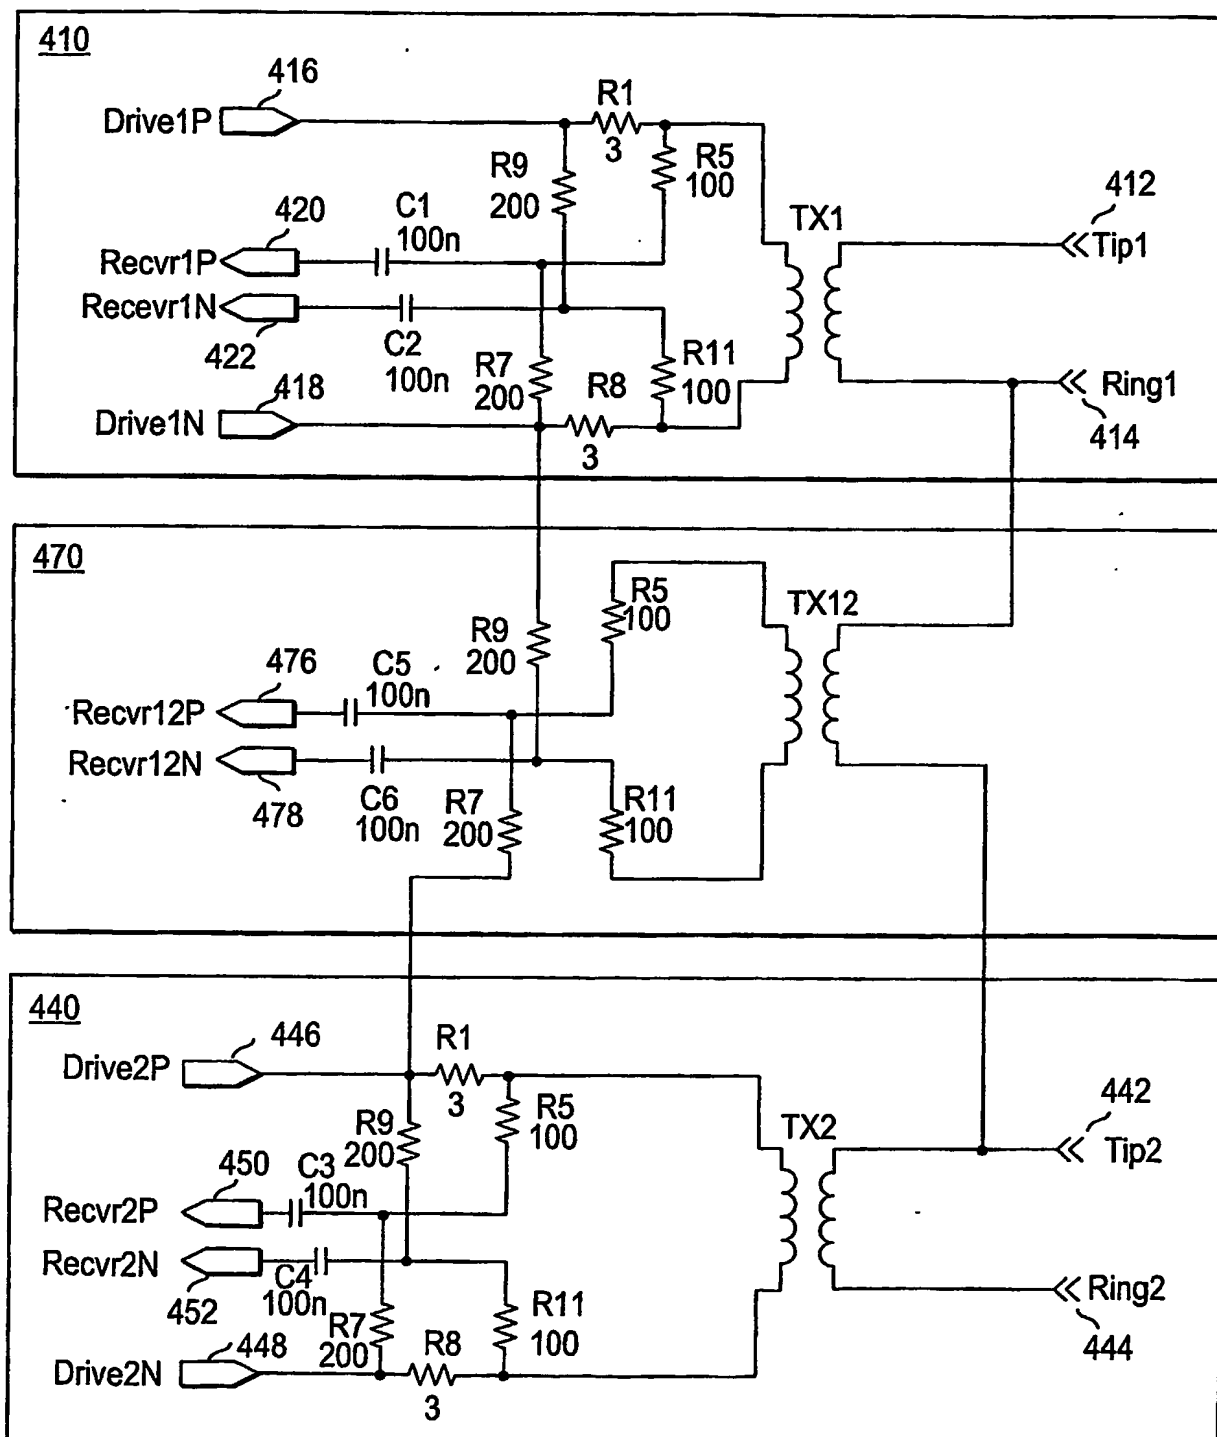 410
416
Drive1P
R1
3
R5
100
R9
200
412
Tip1
TX1
420
C1
100n
Recvr1P
Recevr1N
422
C2
100n
R7
200
R8
3
R11
100
Ring1
414
418
Drive1N
470
R5
100
TX12
R9
200
476
C5
100n
Recvr12P
Recvr12N
478
C6
100n
R7
200
R11
100
440
446
Drive2P
R1
3
R5
100
R9
200
TX2
442
Tip2
450
C3
100n
Recvr2P
Recvr2N
452
C4
100n
R7
200
R8
3
R11
100
Ring2
444
448
Drive2N